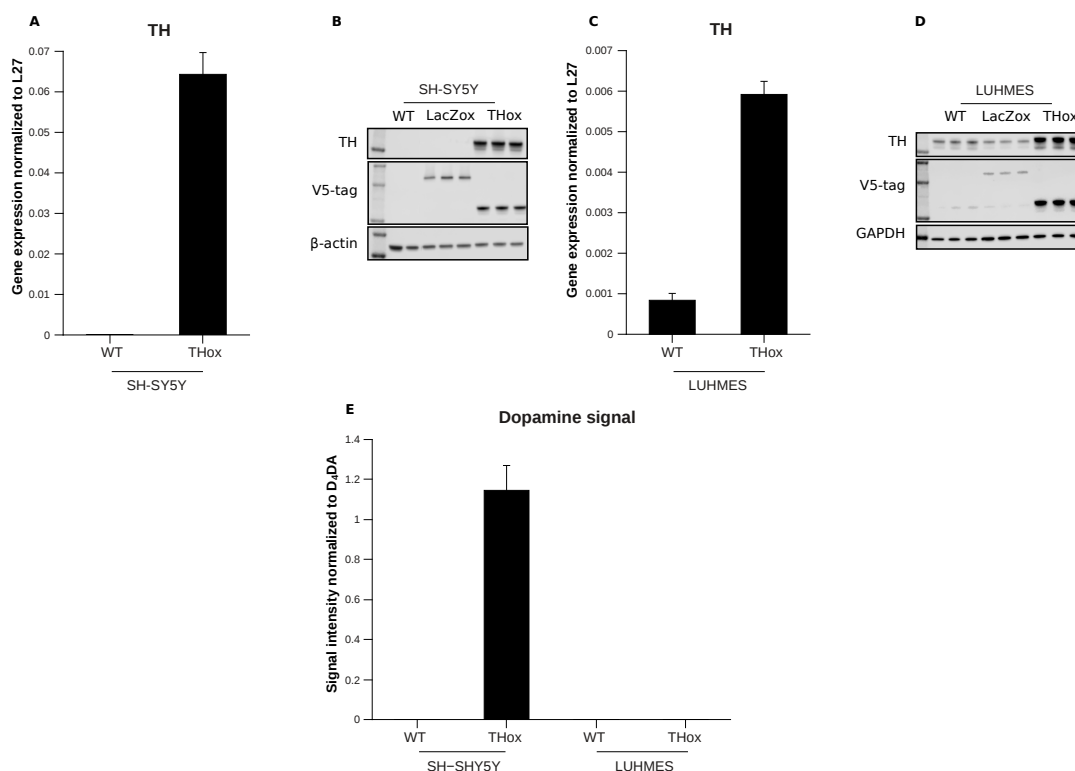 A
TH
Gene expression normalized to L27
0.07
0.06
0.05
0.04
0.03
0.02
0.01
0
WT THox
SH-SY5Y
B
SH-SY5Y
WT LacZox THox
TH
V5-tag
β-actin
C
TH
Gene expression normalized to L27
0.007
0.006
0.005
0.004
0.003
0.002
0.001
0
WT THox
LUHMES
D
LUHMES
WT LacZox THox
TH
V5-tag
GAPDH
E
Dopamine signal
Signal intensity normalized to D₄DA
1.4
1.2
1
0.8
0.6
0.4
0.2
0
WT THox WT THox
SH−SHY5Y LUHMES